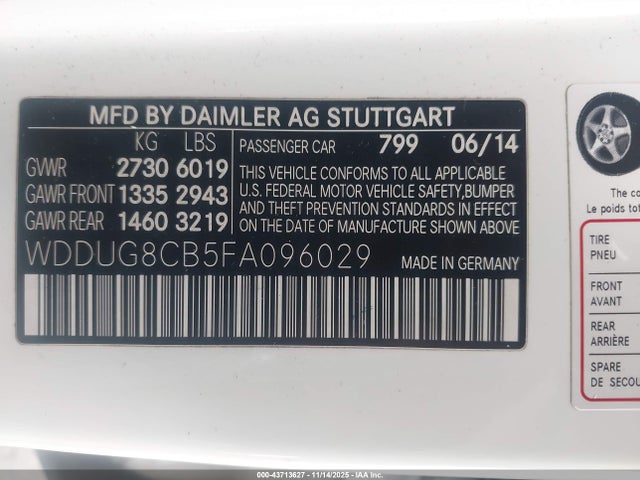 MFD BY DAIMLER AG STUTTGART
KG LBS
GVWR 2730 6019
GAWR FRONT 1335 2943
GAWR REAR 1460 3219
PASSENGER CAR 799 06/14
THIS VEHICLE CONFORMS TO ALL APPLICABLE
U.S. FEDERAL MOTOR VEHICLE SAFETY, BUMPER
AND THEFT PREVENTION STANDARDS IN EFFECT
ON THE DATE OF MANUFACTURE SHOWN ABOVE
WDDUG8CB5FA096029
MADE IN GERMANY
The co
Le poids tot
TIRE
PNEU
FRONT
AVANT
REAR
ARRIÈRE
SPARE
DE SECOU
000-43713627 - 11/14/2025 - IAA Inc.